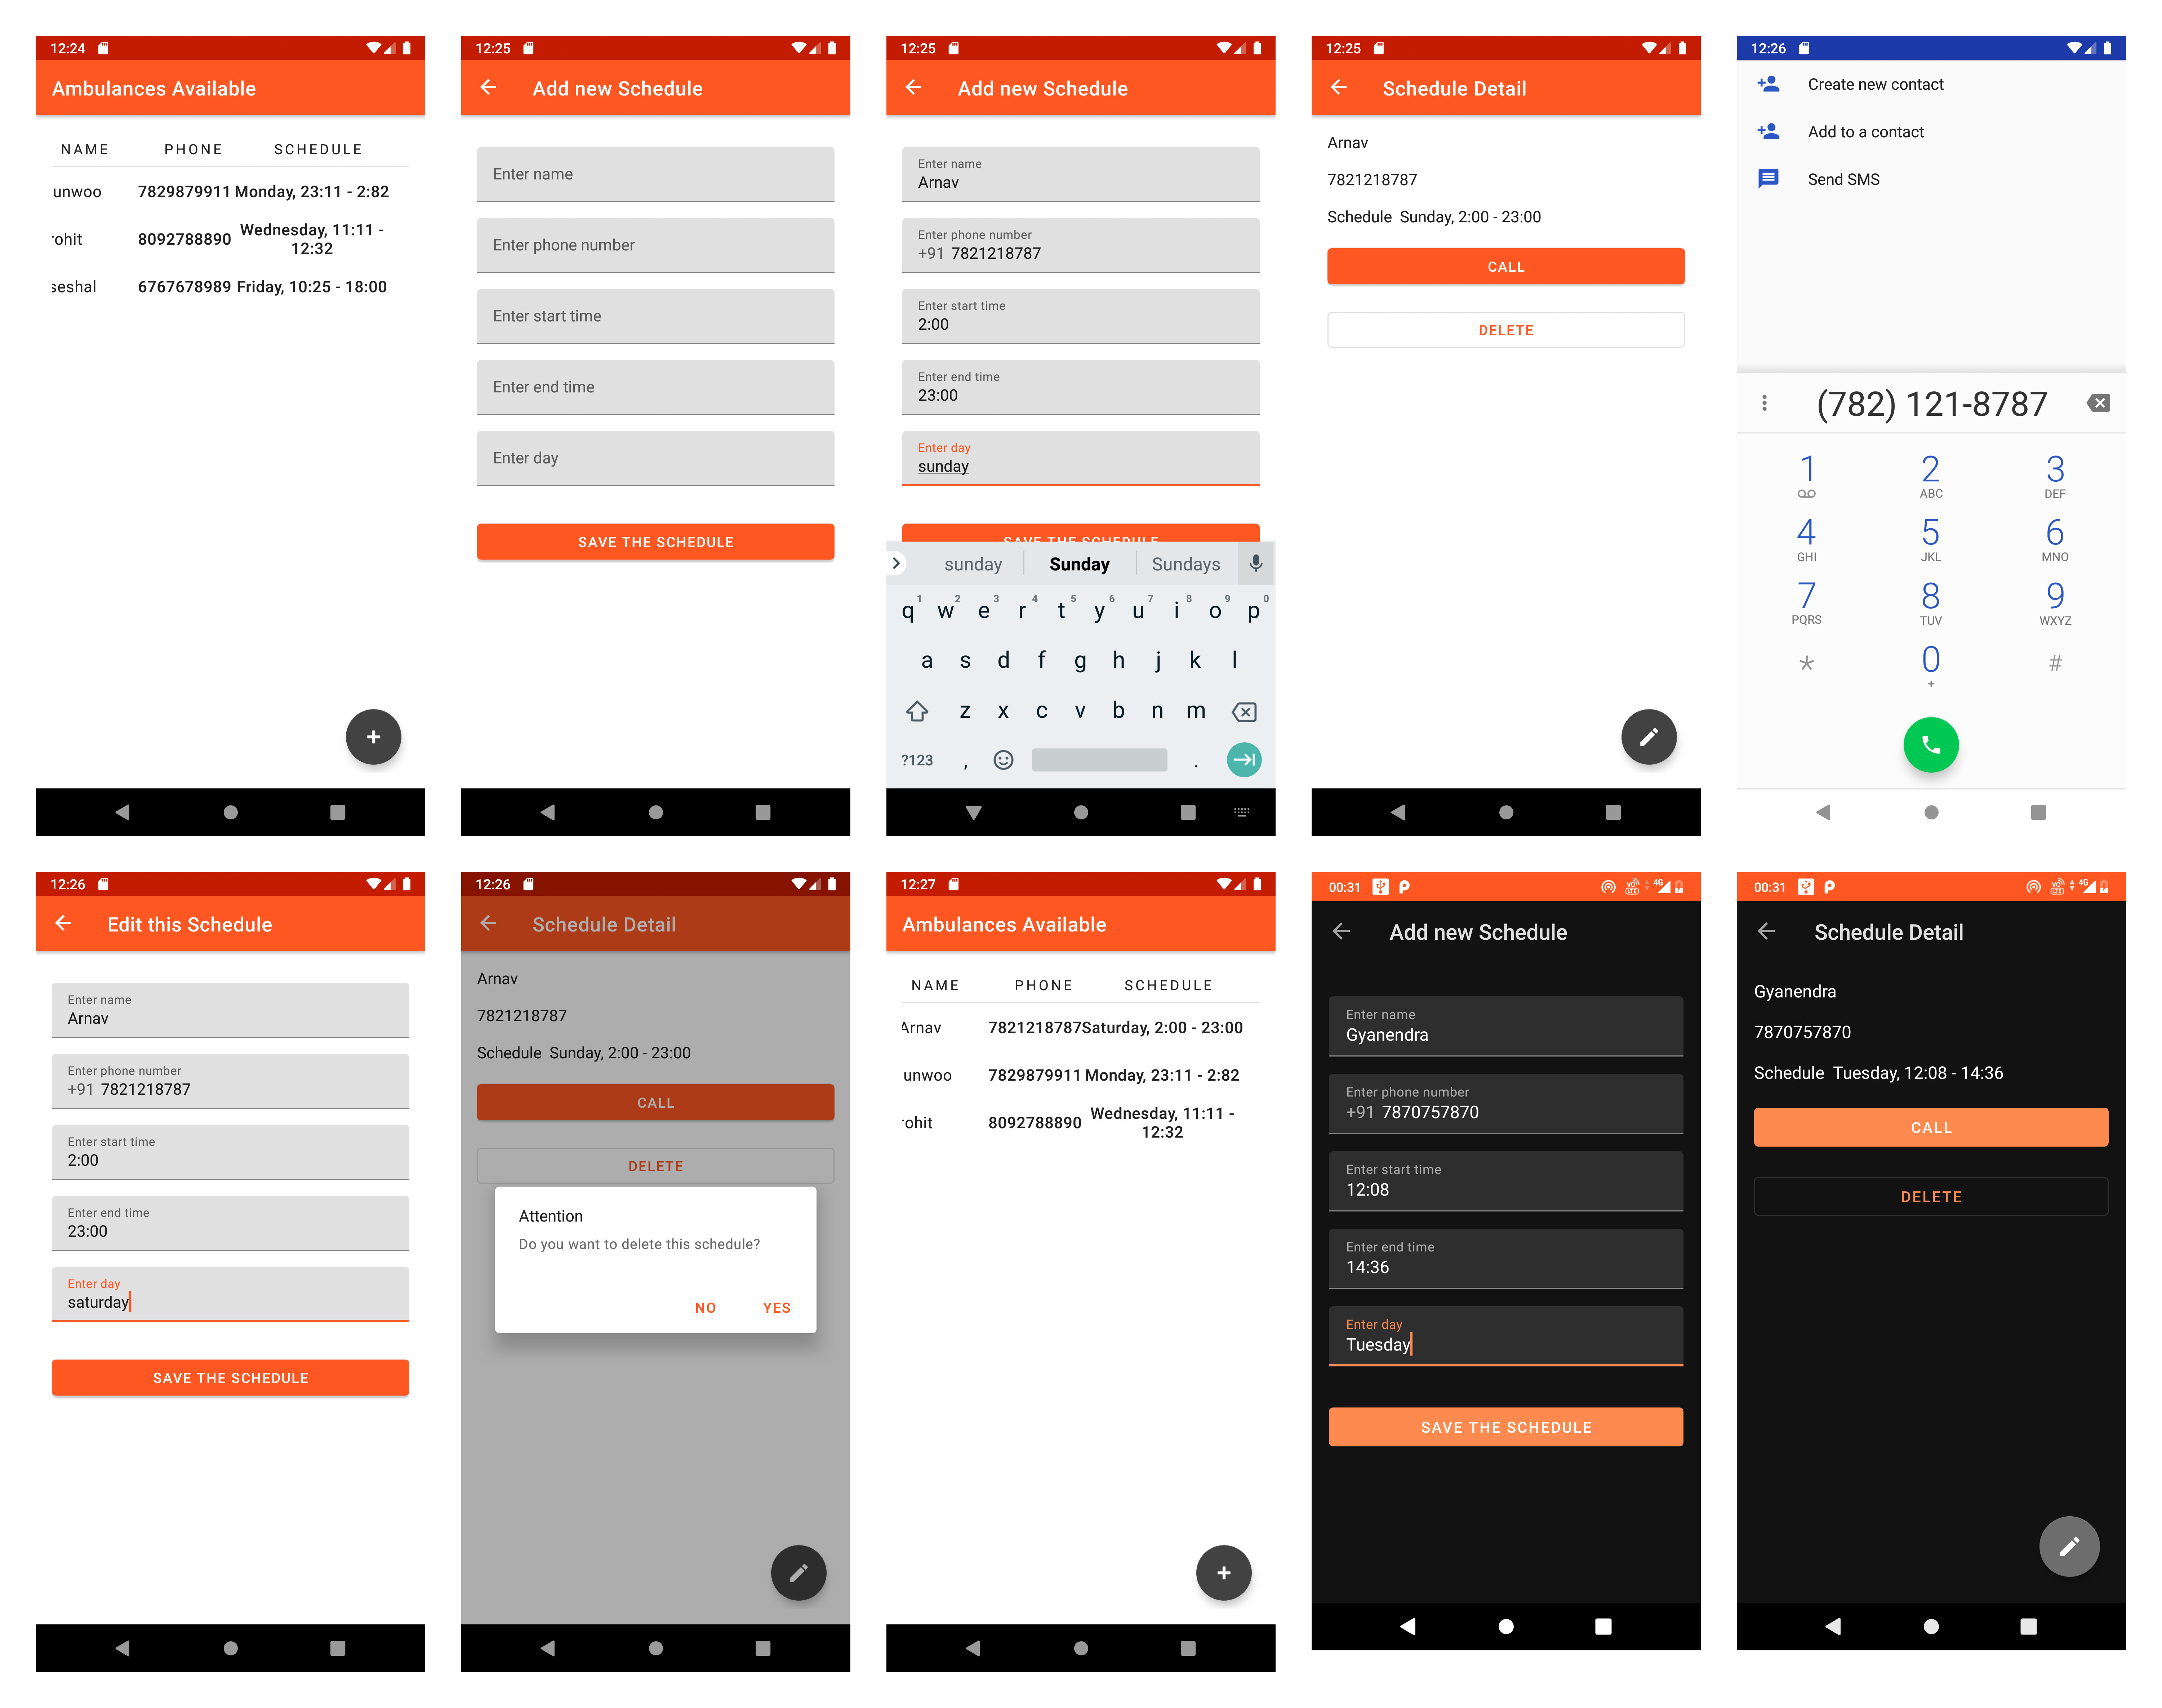 12:24
Ambulances Available
NAME PHONE SCHEDULE
unwoo 7829879911 Monday, 23:11 - 2:82
rohit 8092788890 Wednesday, 11:11 -
12:32
seshal 6767678989 Friday, 10:25 - 18:00
12:25
Add new Schedule
Enter name
Enter phone number
Enter start time
Enter end time
Enter day
SAVE THE SCHEDULE
12:25
Add new Schedule
Enter name
Arnav
Enter phone number
+91 7821218787
Enter start time
2:00
Enter end time
23:00
Enter day
sunday
SAVE THE SCHEDULE
sunday Sunday Sundays
1 2 3 4 5 6 7 8 9 0
q w e r t y u i o p
a s d f g h j k l
z x c v b n m
?123 , .
12:25
Schedule Detail
Arnav
7821218787
Schedule Sunday, 2:00 - 23:00
CALL
DELETE
12:26
Create new contact
Add to a contact
Send SMS
(782) 121-8787
1 2 3
ABC DEF
4 5 6
GHI JKL MNO
7 8 9
PQRS TUV WXYZ
* 0 #
+
12:26
Edit this Schedule
Enter name
Arnav
Enter phone number
+91 7821218787
Enter start time
2:00
Enter end time
23:00
Enter day
saturday
SAVE THE SCHEDULE
12:26
Schedule Detail
Arnav
7821218787
Schedule Sunday, 2:00 - 23:00
CALL
DELETE
Attention
Do you want to delete this schedule?
NO YES
12:27
Ambulances Available
NAME PHONE SCHEDULE
Arnav 7821218787 Saturday, 2:00 - 23:00
unwoo 7829879911 Monday, 23:11 - 2:82
rohit 8092788890 Wednesday, 11:11 -
12:32
00:31 4G
Add new Schedule
Enter name
Gyanendra
Enter phone number
+91 7870757870
Enter start time
12:08
Enter end time
14:36
Enter day
Tuesday
SAVE THE SCHEDULE
00:31 4G
Schedule Detail
Gyanendra
7870757870
Schedule Tuesday, 12:08 - 14:36
CALL
DELETE